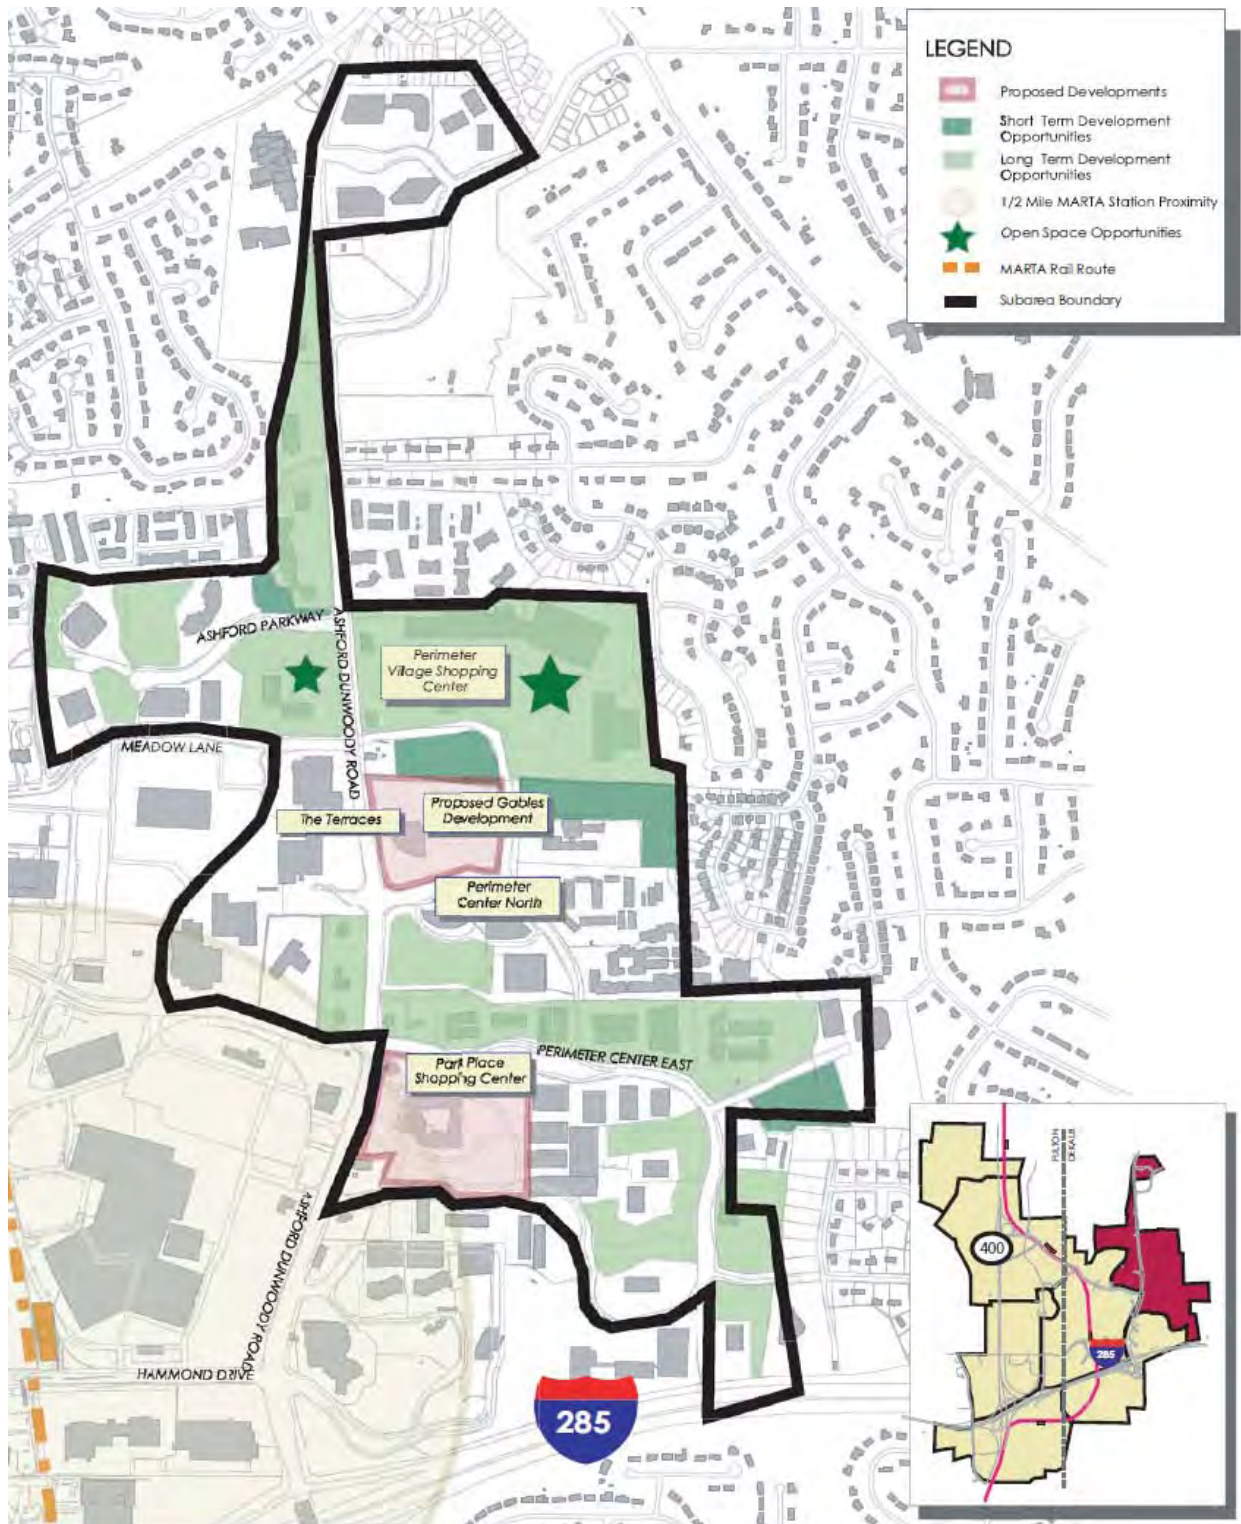 LEGEND
Proposed Developments
Short Term Development
Opportunities
Long Term Development
Opportunities
1/2 Mile MARTA Station Proximity
Open Space Opportunities
MARTA Rail Route
Subarea Boundary
ASHFORD PARKWAY
ASHFORD DUNWOODY ROAD
Perimeter
Village Shopping
Center
MEADOW LANE
The Terraces
Proposed Gables
Development
Perimeter
Center North
PERIMETER CENTER EAST
Park Place
Shopping Center
ASHFORD DUNWOODY ROAD
HAMMOND DRIVE
285
FULTON
DEKALB
400
285